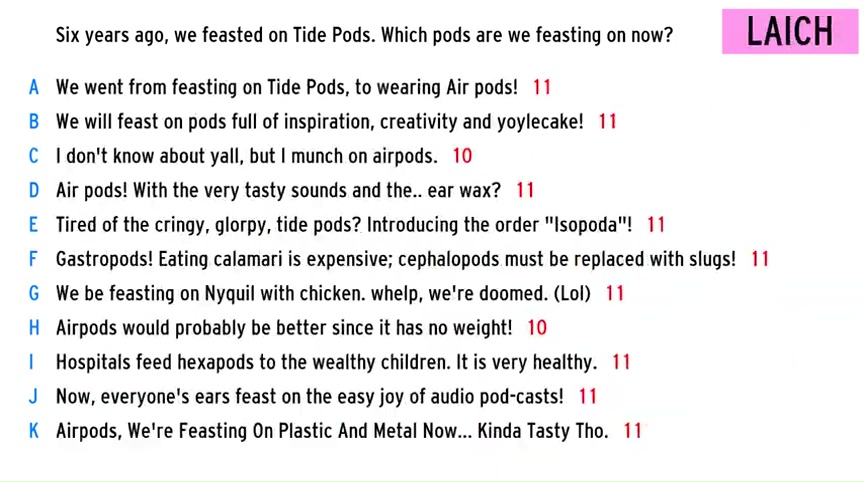 Six years ago, we feasted on Tide Pods. Which pods are we feasting on now?
LAICH
A We went from feasting on Tide Pods, to wearing Air pods! 11
B We will feast on pods full of inspiration, creativity and yoylecake! 11
C I don't know about yall, but I munch on airpods. 10
D Air pods! With the very tasty sounds and the.. ear wax? 11
E Tired of the cringy, glorpy, tide pods? Introducing the order "Isopoda"! 11
F Gastropods! Eating calamari is expensive; cephalopods must be replaced with slugs! 11
G We be feasting on Nyquil with chicken. whelp, we're doomed. (Lol) 11
H Airpods would probably be better since it has no weight! 10
I Hospitals feed hexapods to the wealthy children. It is very healthy. 11
J Now, everyone's ears feast on the easy joy of audio pod-casts! 11
K Airpods, We're Feasting On Plastic And Metal Now... Kinda Tasty Tho. 11